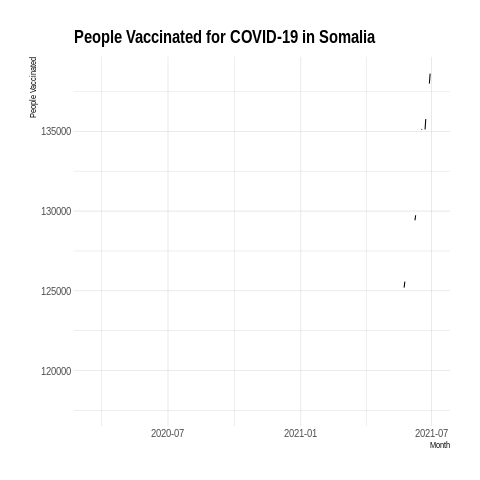 People Vaccinated for COVID-19 in Somalia
People Vaccinated
135000
130000
125000
120000
2020-07
2021-01
2021-07
Month